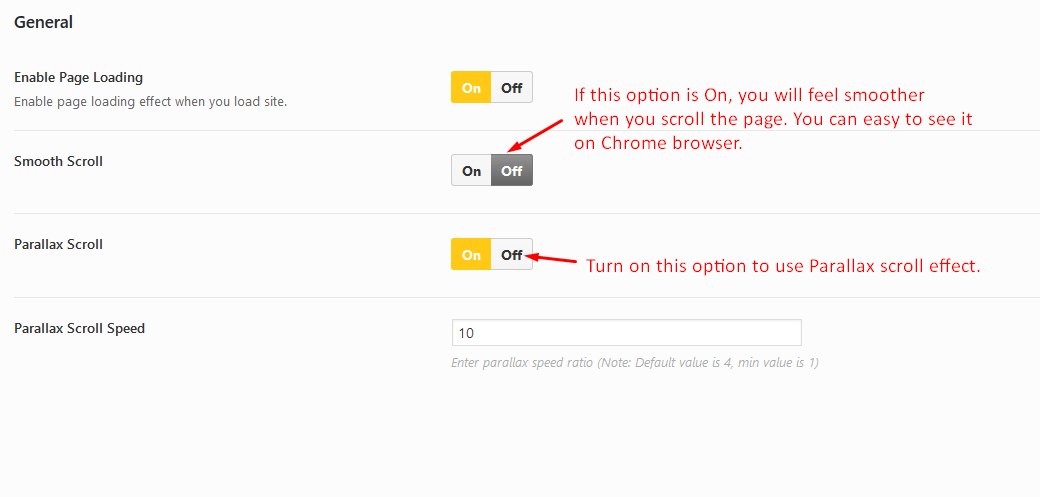 General
Enable Page Loading
On Off
Enable page loading effect when you load site.
If this option is On, you will feel smoother
when you scroll the page. You can easy to see it
on Chrome browser.
Smooth Scroll
On Off
Parallax Scroll
On Off
Turn on this option to use Parallax scroll effect.
Parallax Scroll Speed
10
Enter parallax speed ratio (Note: Default value is 4, min value is 1)